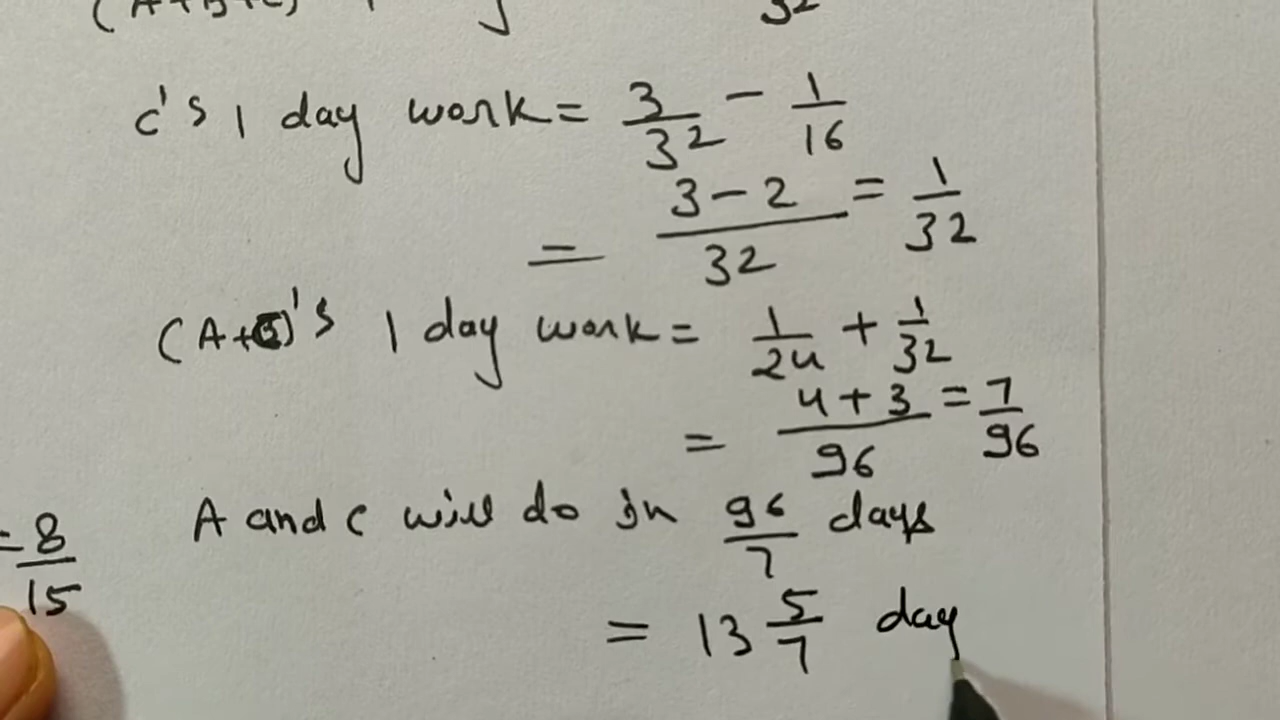 32
c's 1 day work = 3/32 - 1/16
= 3-2/32 = 1/32
(A+C)'s 1 day work = 1/24 + 1/32
= 4+3/96 = 7/96
A and C will do in 96/7 days
= 8/15
= 13 5/7 day